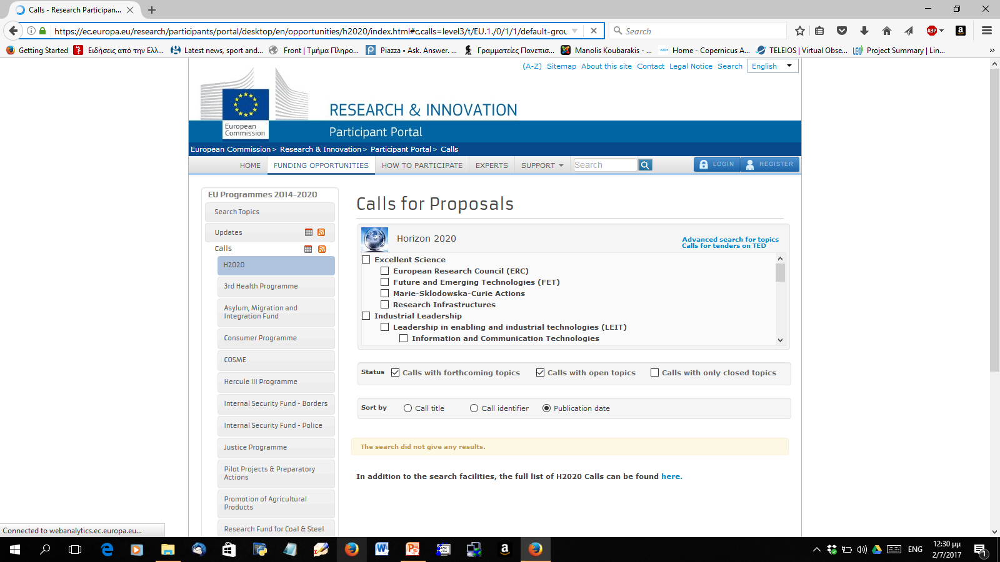 Calls - Research Participan...
https://ec.europa.eu/research/participants/portal/desktop/en/opportunities/h2020/index.html#c,calls=level3/t/EU.1./0/1/1/default-grou
Search
ABP
Getting Started
Ειδήσεις από την Ελλ...
Latest news, sport and...
Front | Τμήμα Πληρο...
Piazza • Ask. Answer. ...
Γραμματείες Πανεπισ...
Manolis Koubarakis - ...
Home - Copernicus A...
TELEIOS | Virtual Obse...
Project Summary | Lin...
(A-Z) Sitemap About this site Contact Legal Notice Search English
RESEARCH & INNOVATION
European
Commission
Participant Portal
European Commission > Research & Innovation > Participant Portal > Calls
HOME FUNDING OPPORTUNITIES HOW TO PARTICIPATE EXPERTS SUPPORT Search LOGIN REGISTER
EU Programmes 2014-2020
Search Topics
Updates
Calls
H2020
3rd Health Programme
Asylum, Migration and
Integration Fund
Consumer Programme
COSME
Hercule III Programme
Internal Security Fund - Borders
Internal Security Fund - Police
Justice Programme
Pilot Projects & Preparatory
Actions
Promotion of Agricultural
Products
Research Fund for Coal & Steel
Calls for Proposals
Horizon 2020
Advanced search for topics
Calls for tenders on TED
Excellent Science
European Research Council (ERC)
Future and Emerging Technologies (FET)
Marie-Sklodowska-Curie Actions
Research Infrastructures
Industrial Leadership
Leadership in enabling and industrial technologies (LEIT)
Information and Communication Technologies
Status Calls with forthcoming topics Calls with open topics Calls with only closed topics
Sort by Call title Call identifier Publication date
The search did not give any results.
In addition to the search facilities, the full list of H2020 Calls can be found here.
Connected to webanalytics.ec.europa.eu...
ENG
12:30 μμ
2/7/2017
1